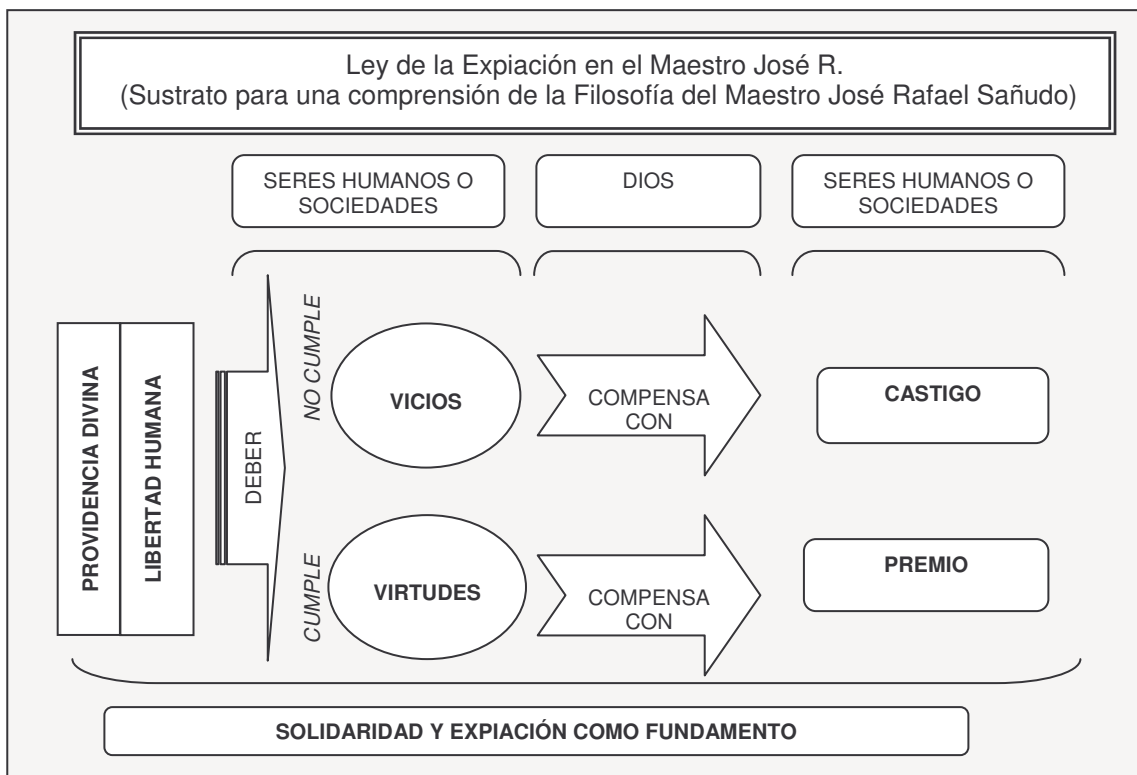 Ley de la Expiación en el Maestro José R.
(Sustrato para una comprensión de la Filosofía del Maestro José Rafael Sañudo)
SERES HUMANOS O
SOCIEDADES
DIOS
SERES HUMANOS O
SOCIEDADES
PROVIDENCIA DIVINA
LIBERTAD HUMANA
DEBER
NO CUMPLE
VICIOS
COMPENSA
CON
CASTIGO
CUMPLE
VIRTUDES
COMPENSA
CON
PREMIO
SOLIDARIDAD Y EXPIACIÓN COMO FUNDAMENTO